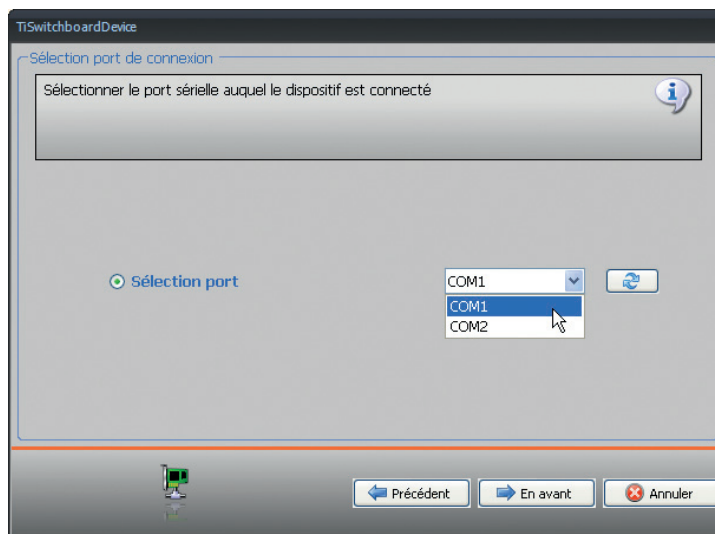 TiSwitchboardDevice
Sélection port de connexion
Sélectionner le port sérielle auquel le dispositif est connecté
Sélection port
COM1
COM1
COM2
Précédent
En avant
Annuler